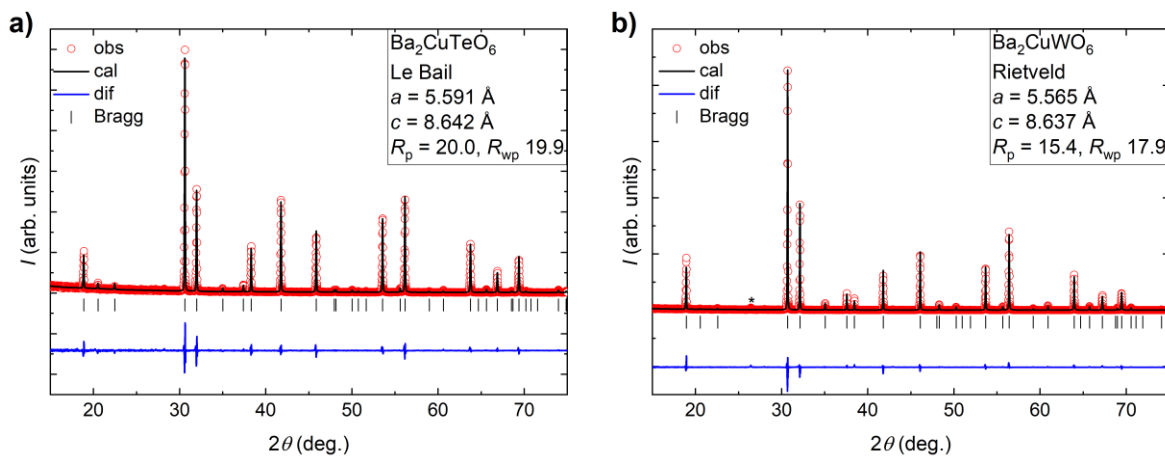 a)
obs
cal
dif
Bragg
Ba2CuTeO6
Le Bail
a = 5.591 Å
c = 8.642 Å
Rp = 20.0, Rwp 19.9
I (arb. units)
20 30 40 50 60 70
2θ (deg.)
b)
obs
cal
dif
Bragg
Ba2CuWO6
Rietveld
a = 5.565 Å
c = 8.637 Å
Rp = 15.4, Rwp 17.9
I (arb. units)
*
20 30 40 50 60 70
2θ (deg.)